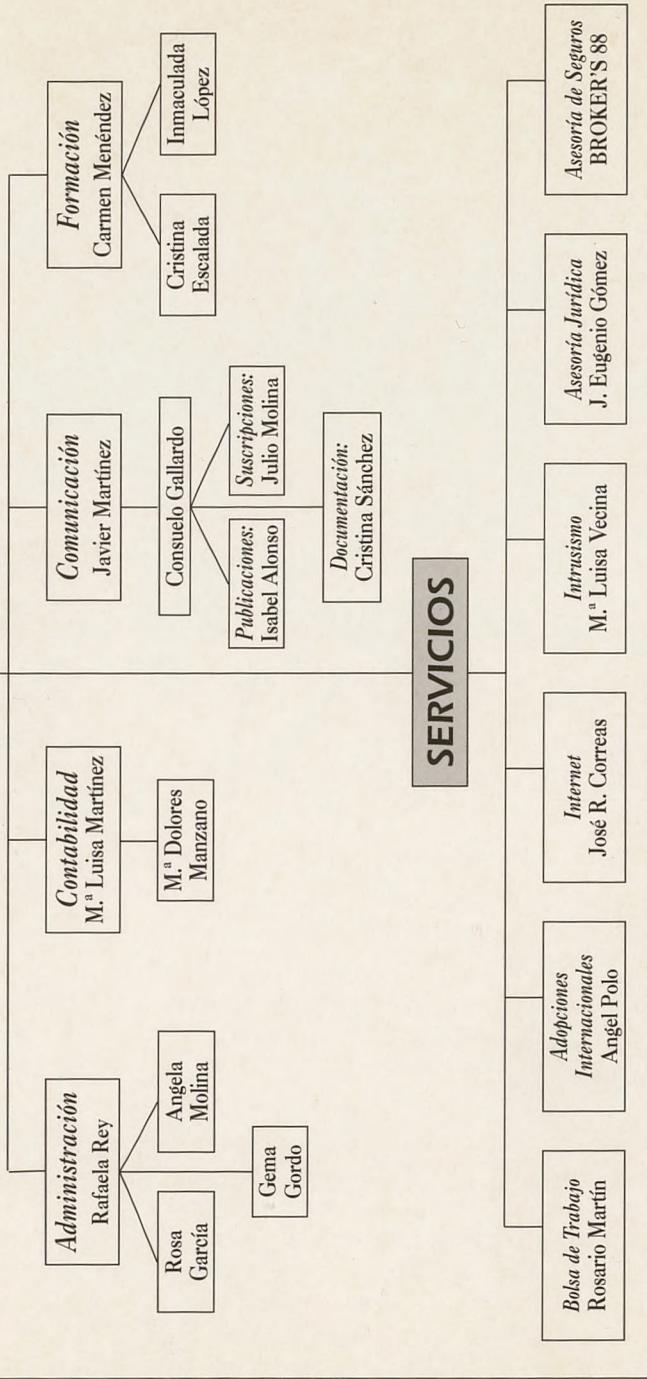 Administración
Rafaela Rey
Rosa
García
Angela
Molina
Gema
Gordo
Contabilidad
M.ª Luisa Martínez
M.ª Dolores
Manzano
Comunicación
Javier Martínez
Consuelo Gallardo
Publicaciones:
Isabel Alonso
Suscripciones:
Julio Molina
Documentación:
Cristina Sánchez
Formación
Carmen Menéndez
Cristina
Escalada
Inmaculada
López
SERVICIOS
Bolsa de Trabajo
Rosario Martín
Adopciones
Internacionales
Angel Polo
Internet
José R. Correas
Intrusismo
M.ª Luisa Vecina
Asesoría Jurídica
J. Eugenio Gómez
Asesoría de Seguros
BROKER'S 88